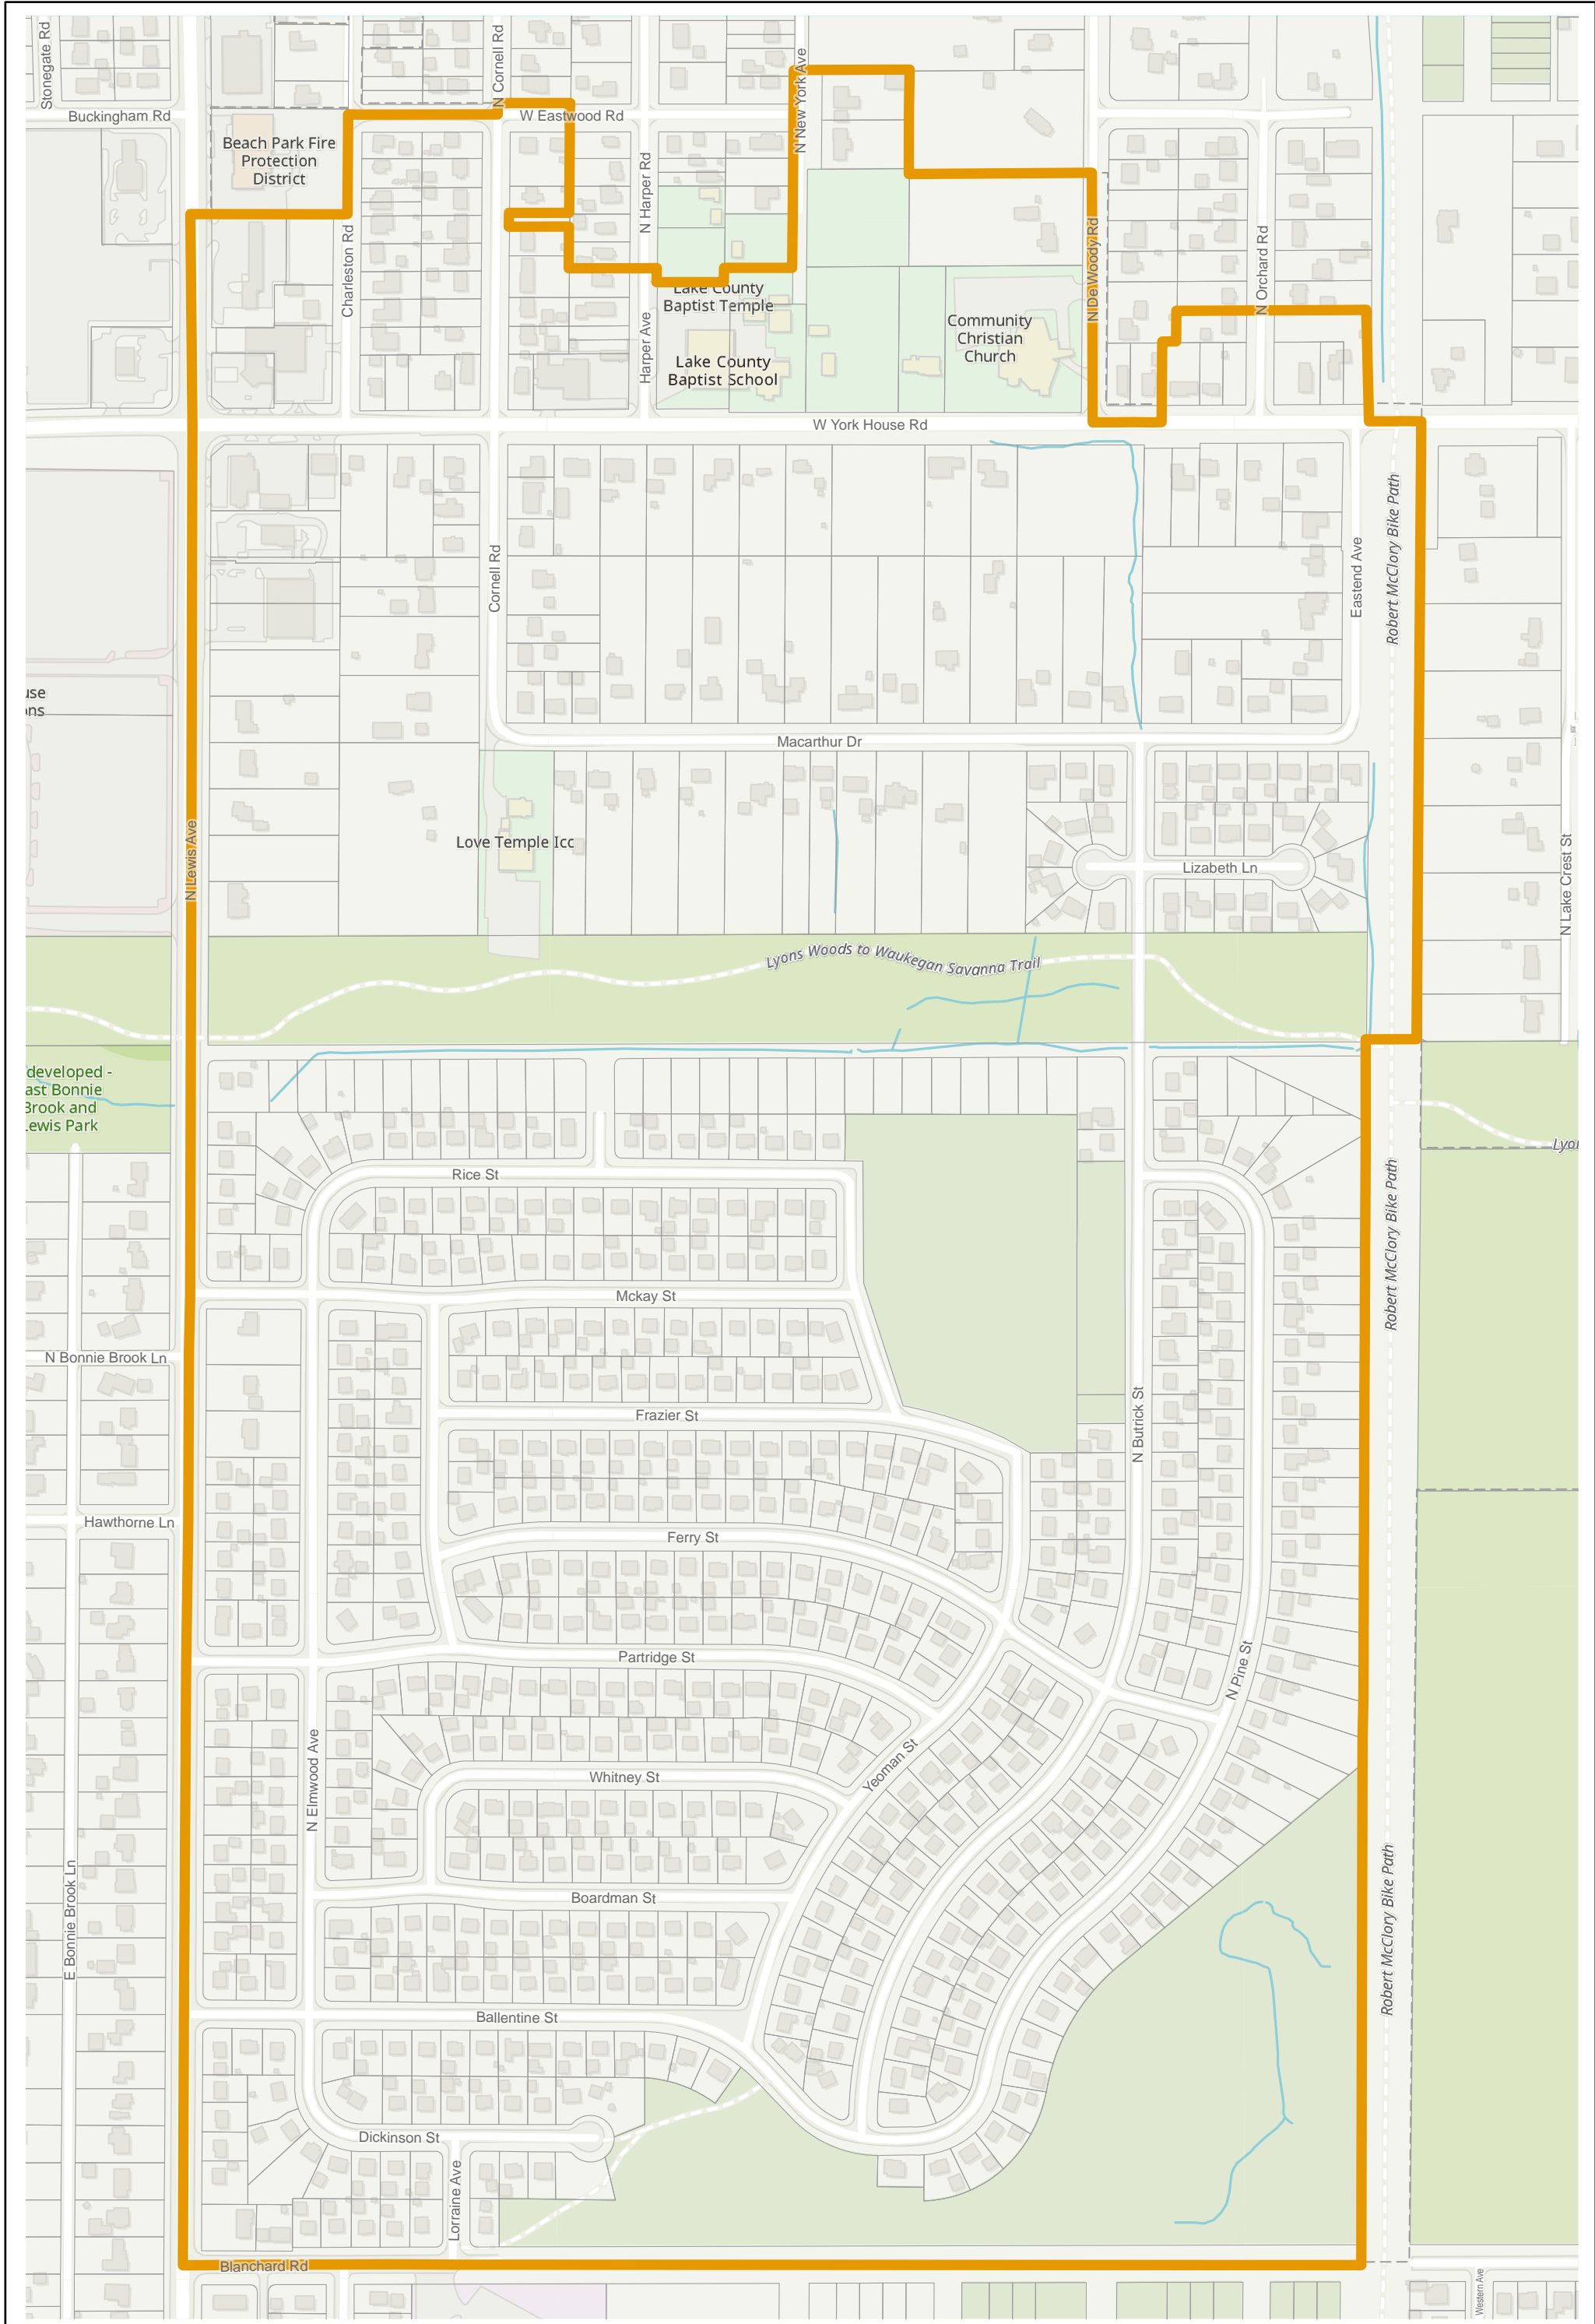 Stonegate Rd
N Cornell Rd
N New York Ave
Buckingham Rd
W Eastwood Rd
Beach Park Fire
Protection
District
N Harper Rd
Charleston Rd
N De Woody Rd
N Orchard Rd
Lake County
Baptist Temple
Harper Ave
Lake County
Baptist School
Community
Christian
Church
W York House Rd
Cornell Rd
Eastend Ave
Robert McClory Bike Path
use
ns
Macarthur Dr
N Lewis Ave
Love Temple Icc
Lizabeth Ln
N Lake Crest St
Lyons Woods to Waukegan Savanna Trail
developed -
ast Bonnie
Brook and
Lewis Park
Lyon
Rice St
Robert McClory Bike Path
Mckay St
N Bonnie Brook Ln
Frazier St
N Butrick St
Hawthorne Ln
Ferry St
Partridge St
N Pine St
N Elmwood Ave
Whitney St
Yeoman St
E Bonnie Brook Ln
Boardman St
Robert McClory Bike Path
Ballentine St
Dickinson St
Lorraine Ave
Blanchard Rd
Western Ave